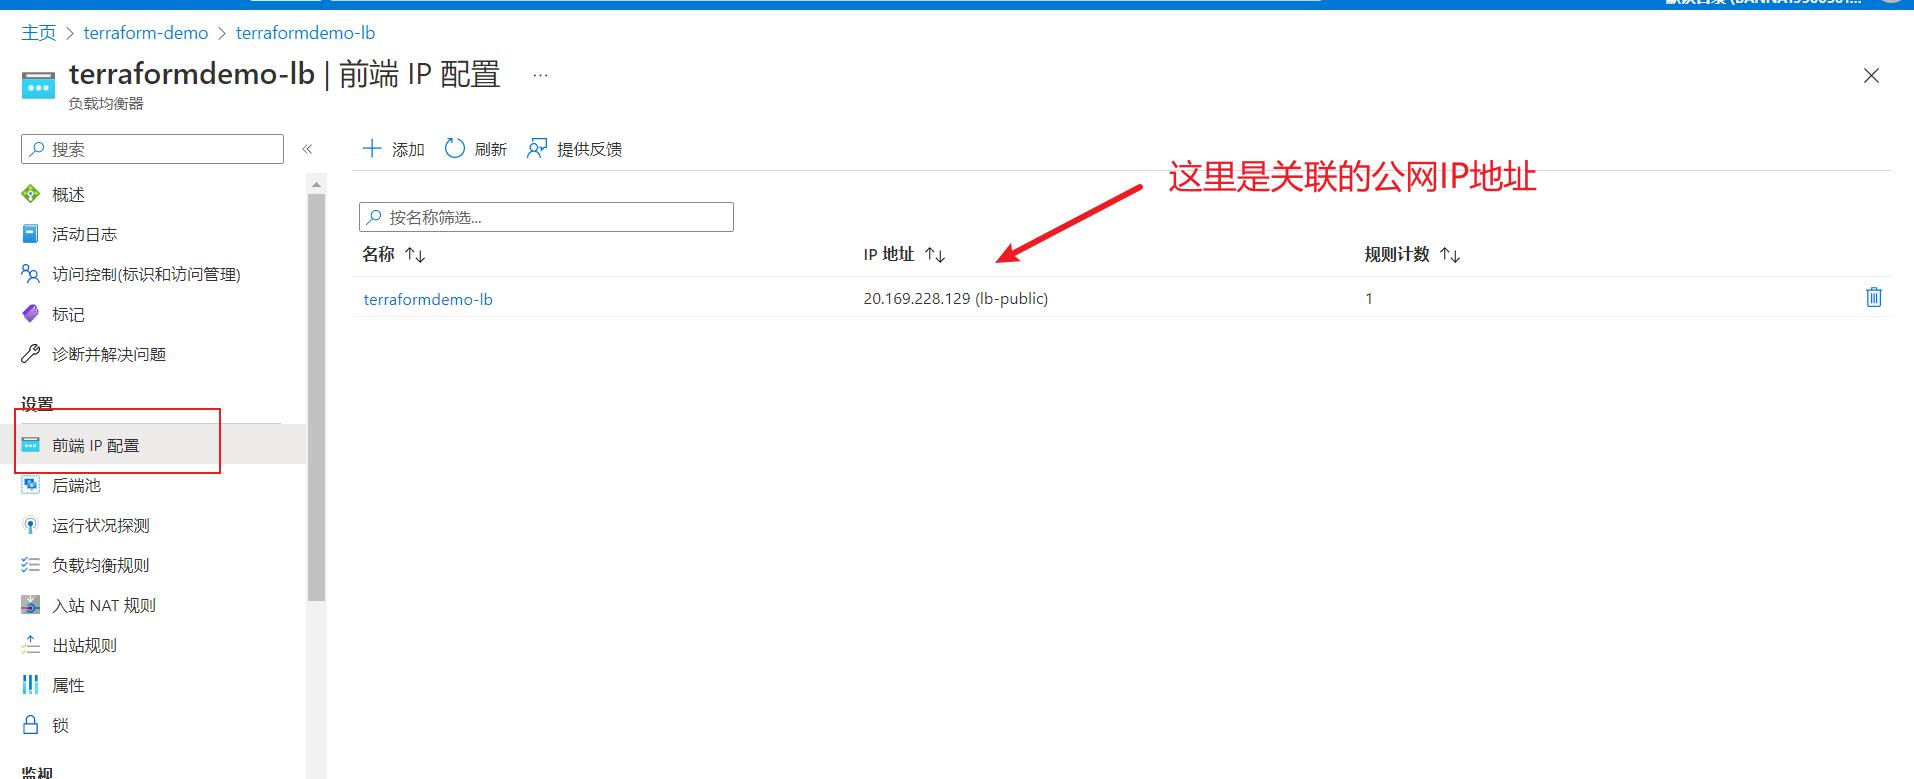 主页 > terraform-demo > terraformdemo-lb
terraformdemo-lb | 前端 IP 配置 ...
负载均衡器
搜索 «
添加 刷新 提供反馈
这里是关联的公网IP地址
概述
活动日志
访问控制(标识和访问管理)
标记
诊断并解决问题
设置
前端 IP 配置
后端池
运行状况探测
负载均衡规则
入站 NAT 规则
出站规则
属性
锁
监视
按名称筛选...
名称 ↑↓ IP 地址 ↑↓ 规则计数 ↑↓
terraformdemo-lb 20.169.228.129 (lb-public) 1